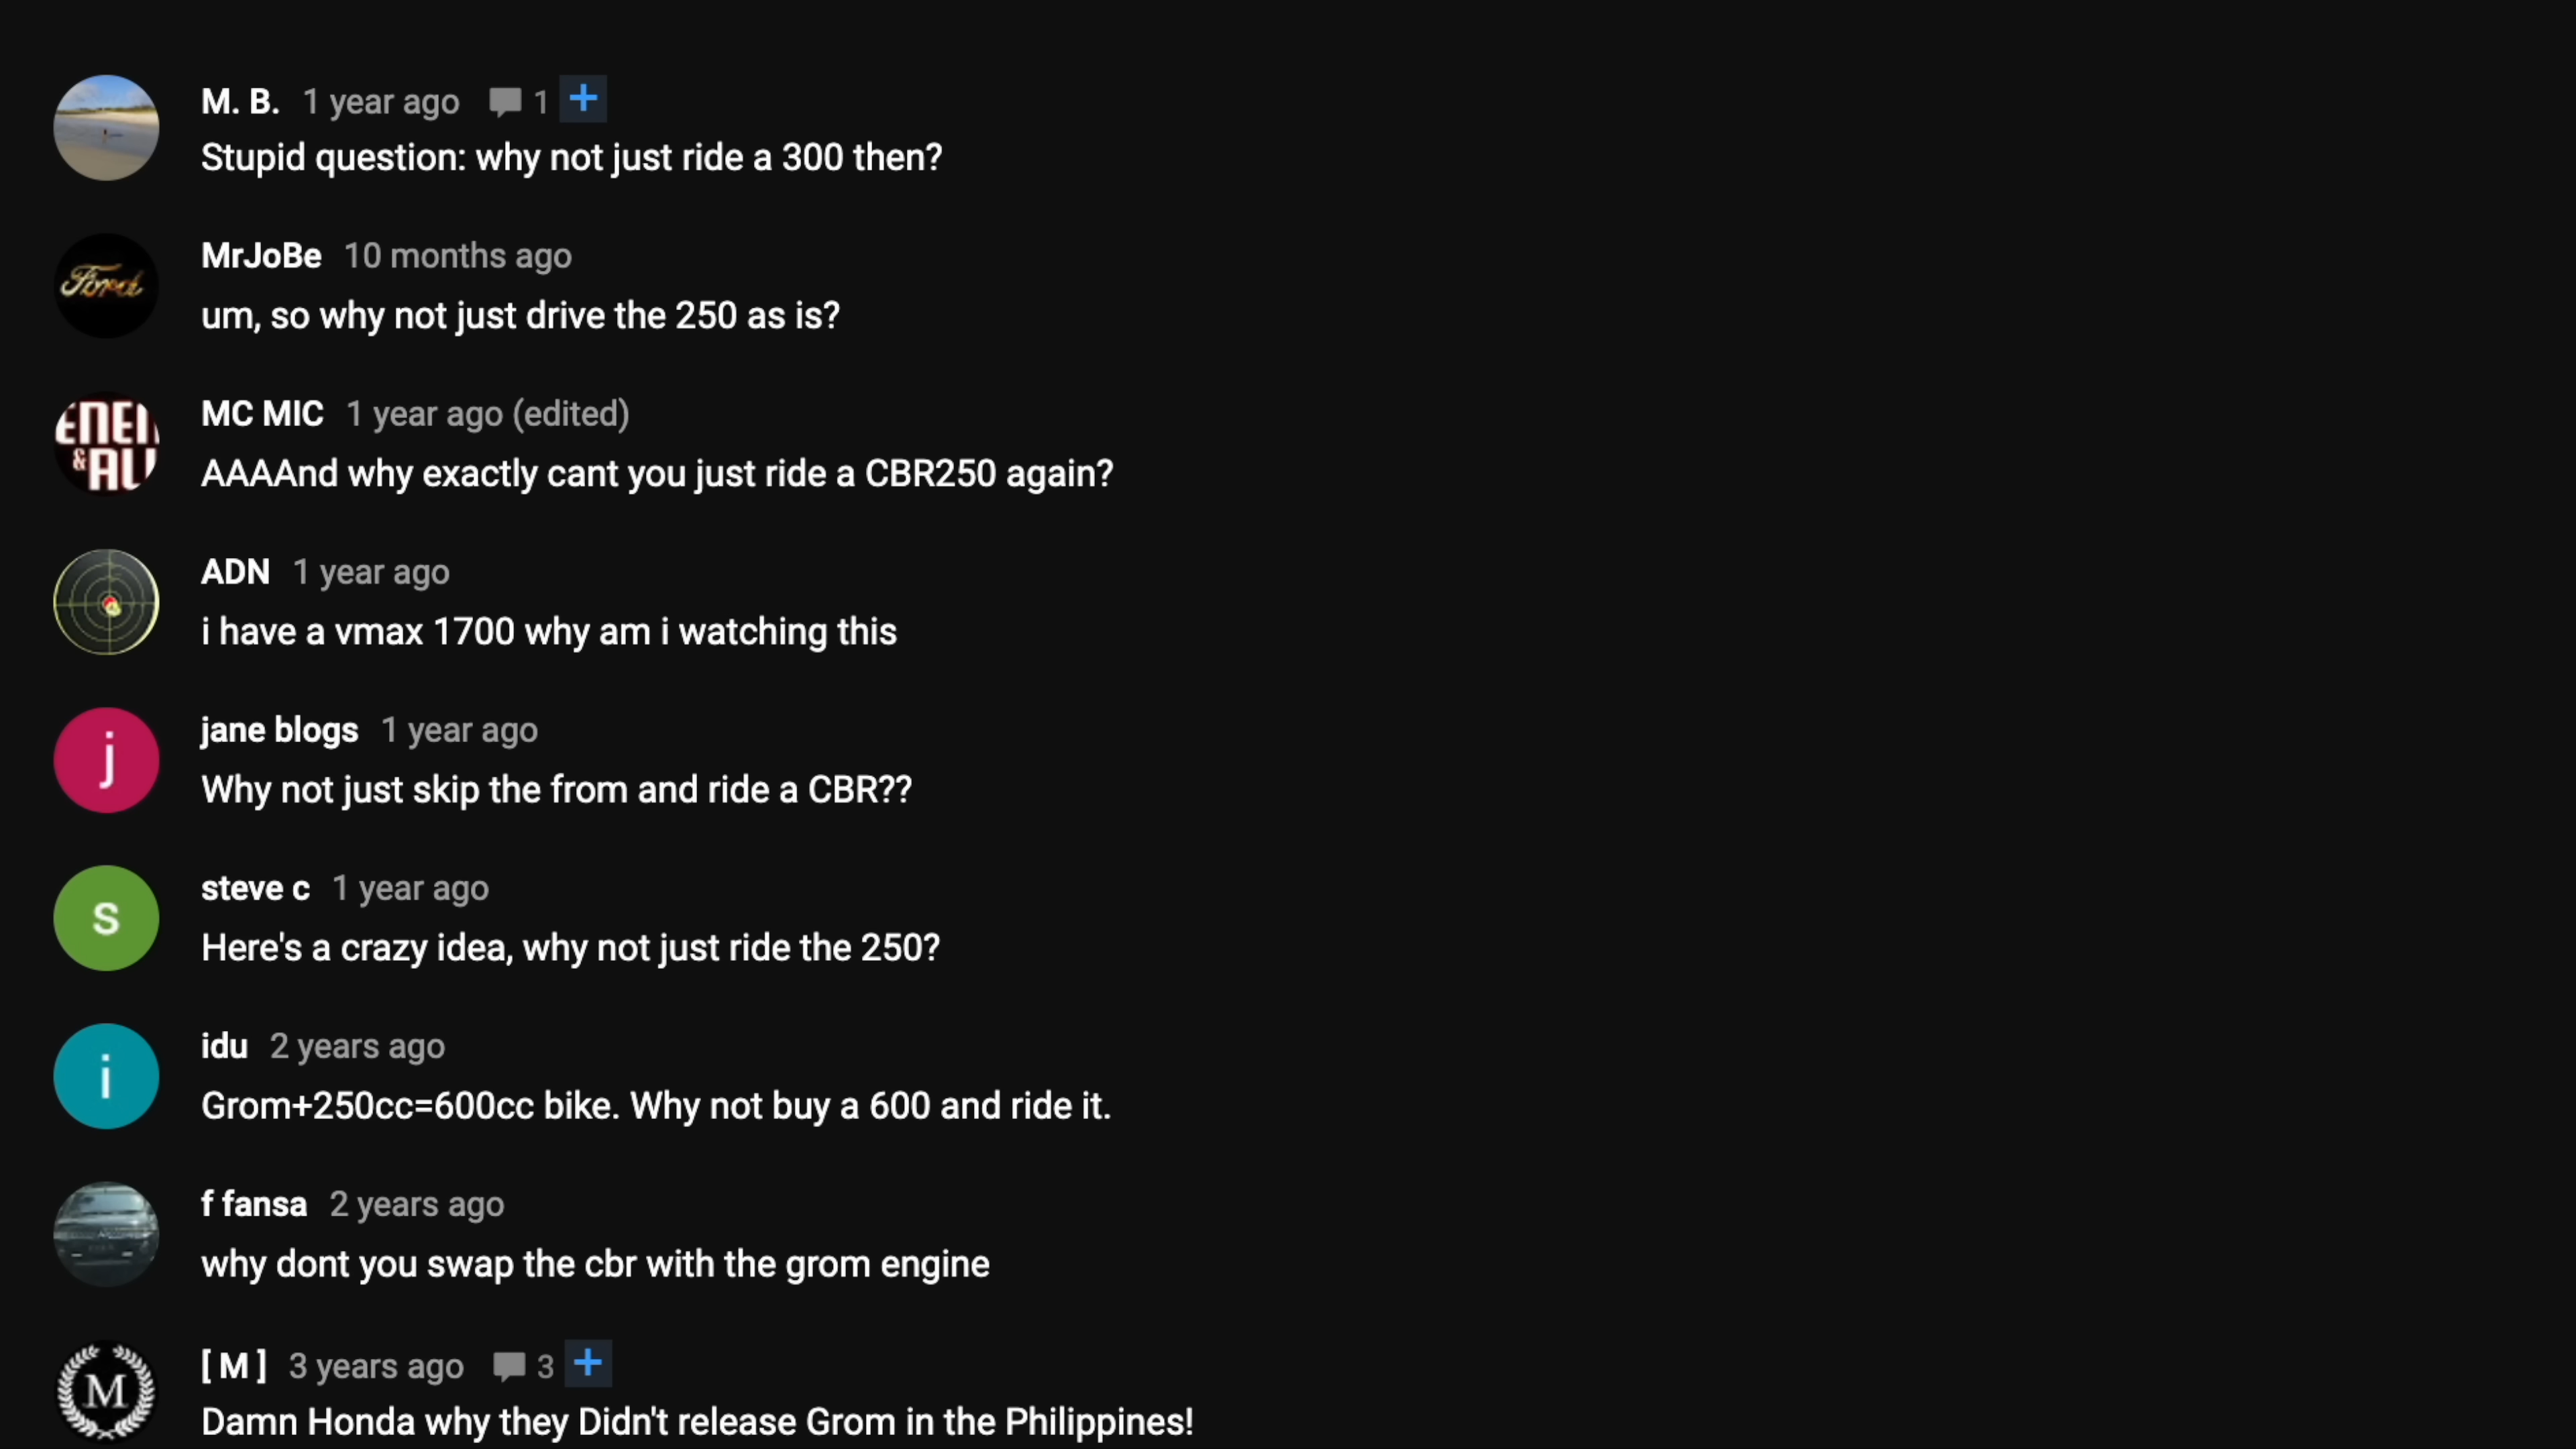 M. B. 1 year ago 1 +
Stupid question: why not just ride a 300 then?
Ford
MrJoBe 10 months ago
um, so why not just drive the 250 as is?
MC MIC 1 year ago (edited)
AAAAnd why exactly cant you just ride a CBR250 again?
ADN 1 year ago
i have a vmax 1700 why am i watching this
j
jane blogs 1 year ago
Why not just skip the from and ride a CBR??
s
steve c 1 year ago
Here's a crazy idea, why not just ride the 250?
i
idu 2 years ago
Grom+250cc=600cc bike. Why not buy a 600 and ride it.
f fansa 2 years ago
why dont you swap the cbr with the grom engine
M
[ M ] 3 years ago 3 +
Damn Honda why they Didn't release Grom in the Philippines!